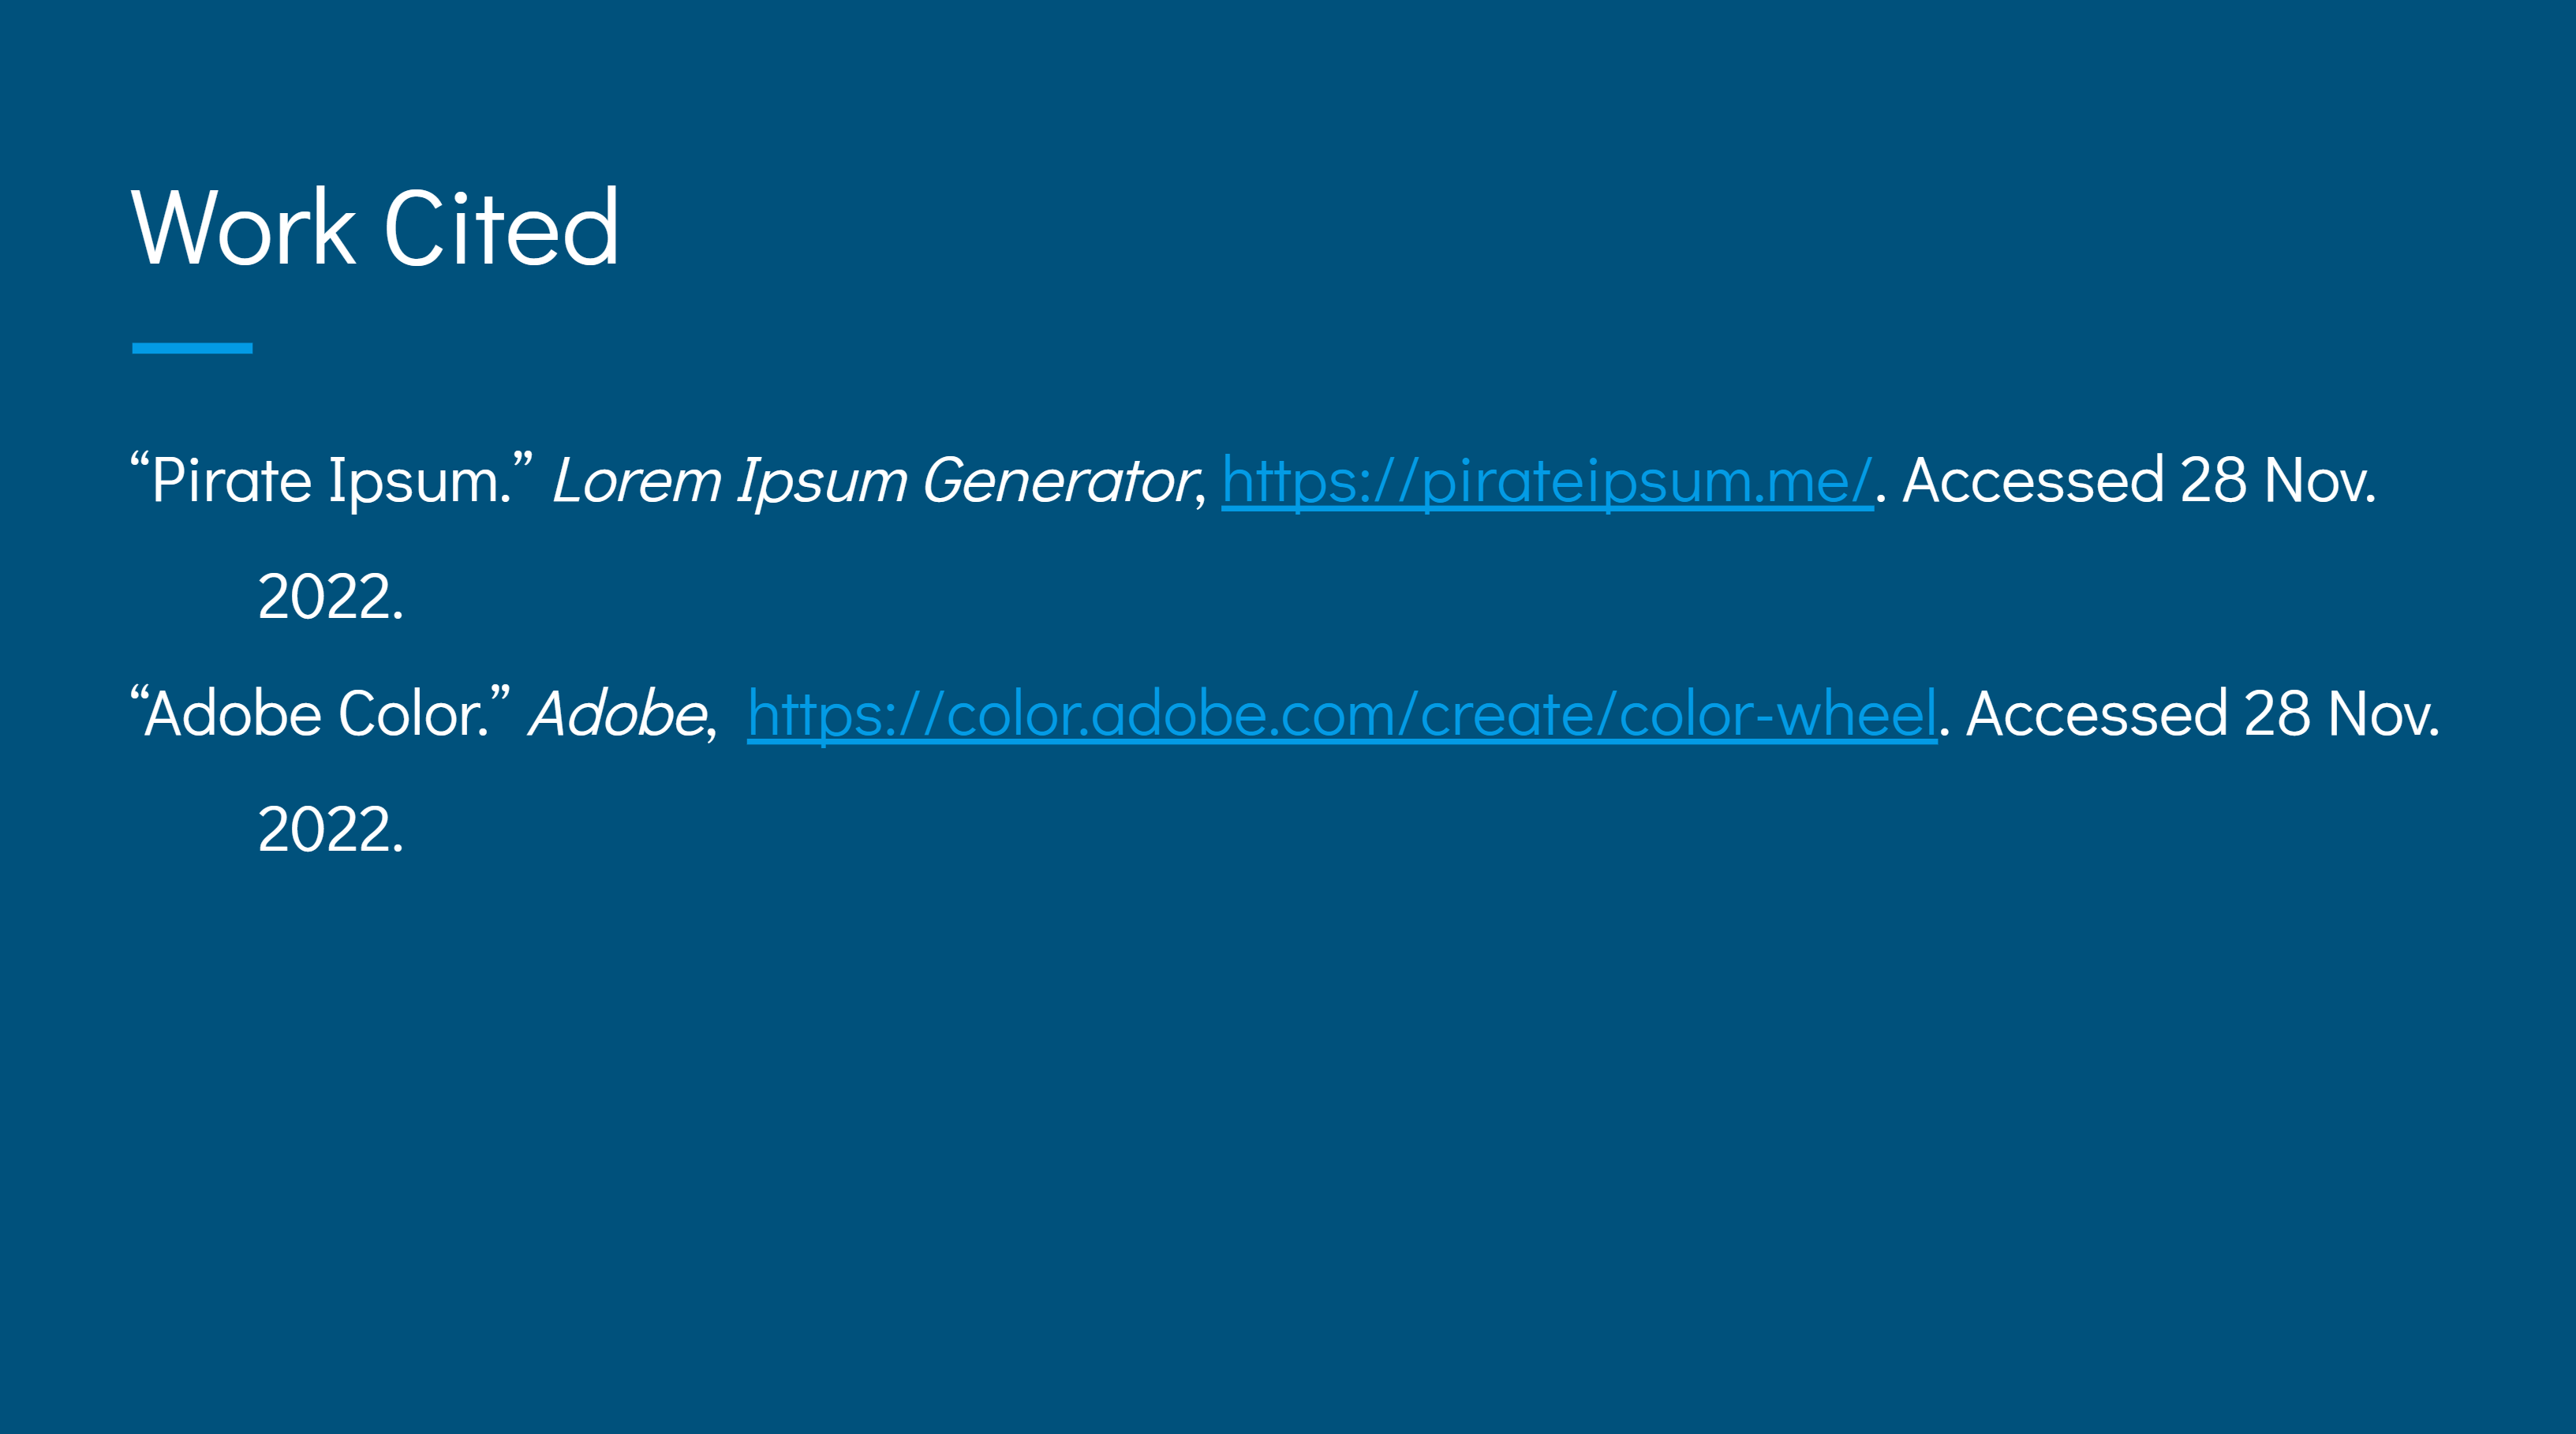 Work Cited
“Pirate Ipsum.” Lorem Ipsum Generator, https://pirateipsum.me/. Accessed 28 Nov.
2022.
“Adobe Color.” Adobe,  https://color.adobe.com/create/color-wheel. Accessed 28 Nov.
2022.